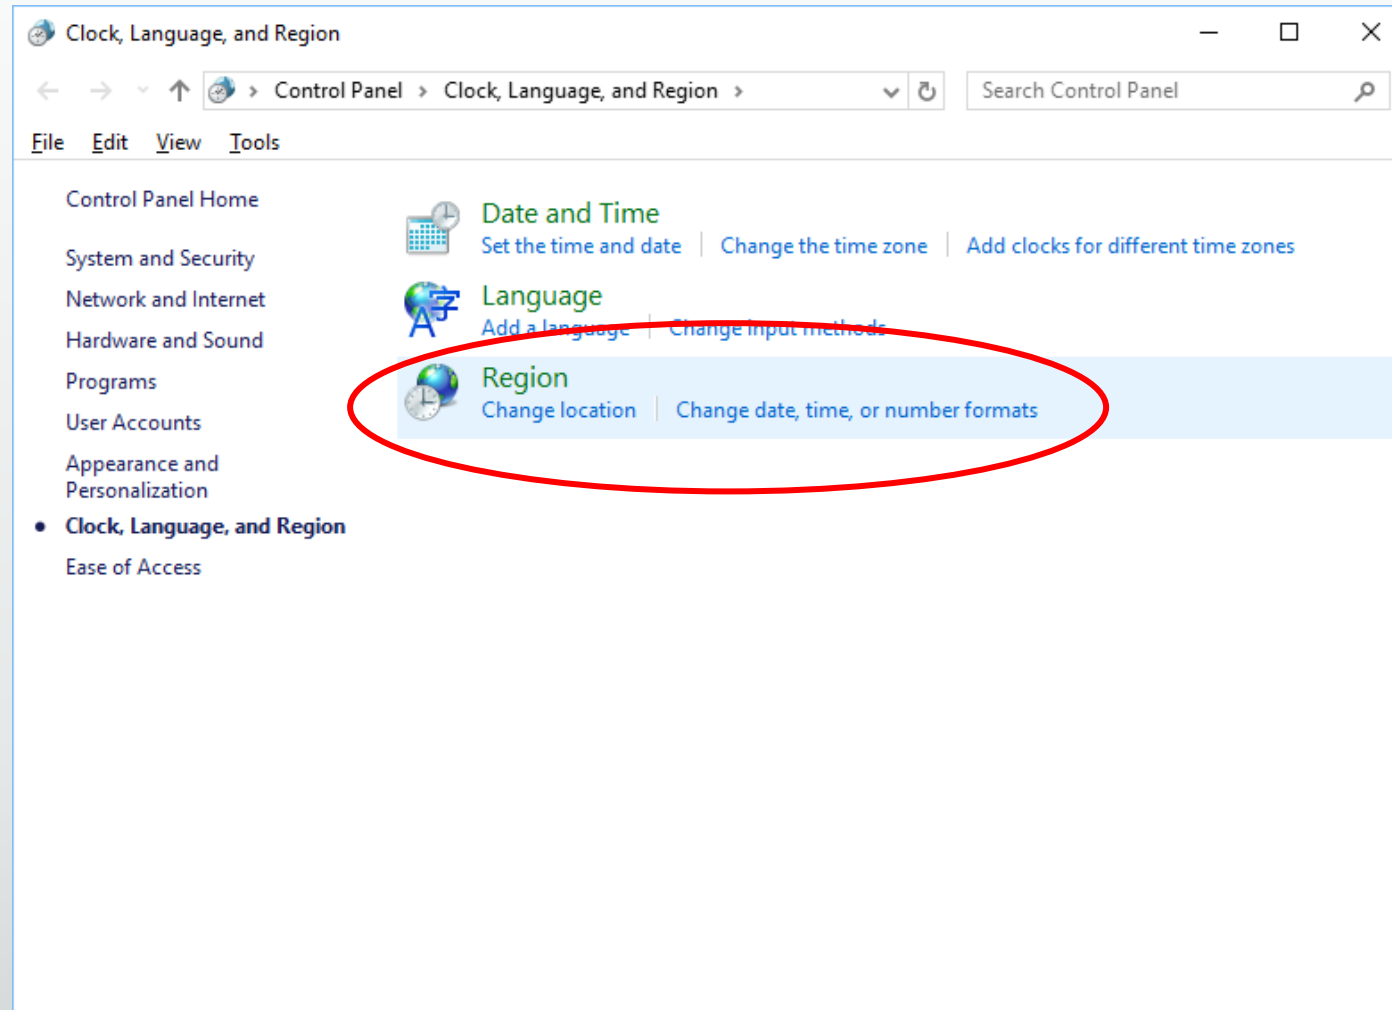 Clock, Language, and Region
Control Panel > Clock, Language, and Region >
Search Control Panel
File Edit View Tools
Control Panel Home
System and Security
Network and Internet
Hardware and Sound
Programs
User Accounts
Appearance and
Personalization
Clock, Language, and Region
Ease of Access
Date and Time
Set the time and date | Change the time zone | Add clocks for different time zones
Language
Add a language | Change input methods
Region
Change location | Change date, time, or number formats